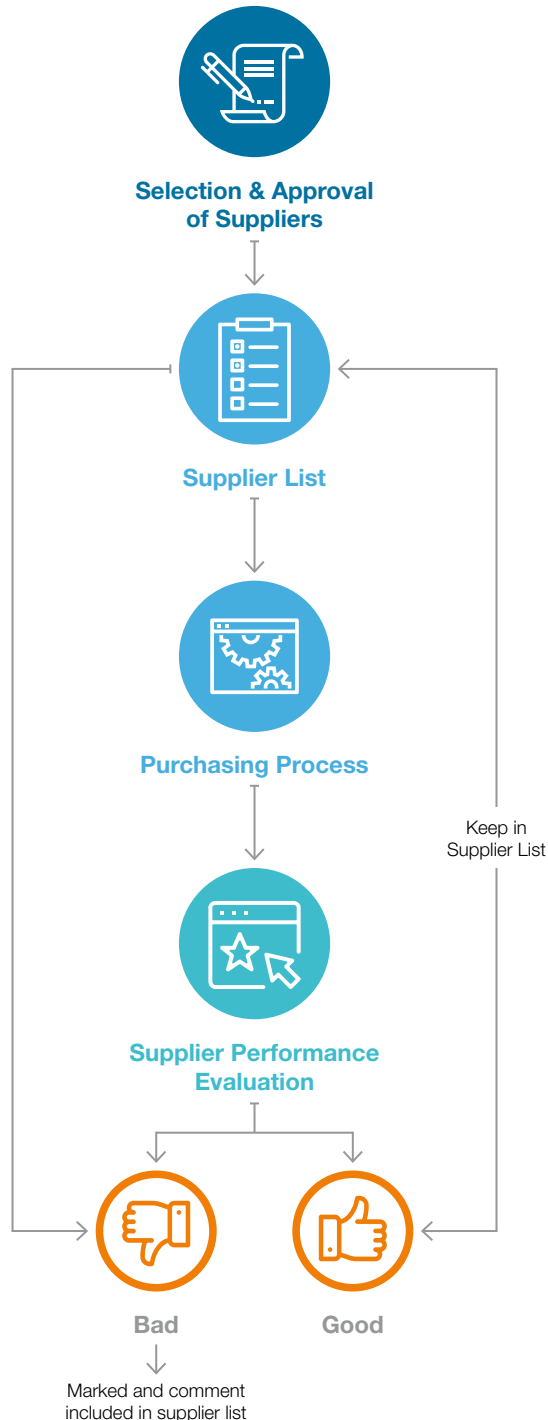 Selection & Approval
of Suppliers
Supplier List
Purchasing Process
Keep in
Supplier List
Supplier Performance
Evaluation
Bad
Good
Marked and comment
included in supplier list